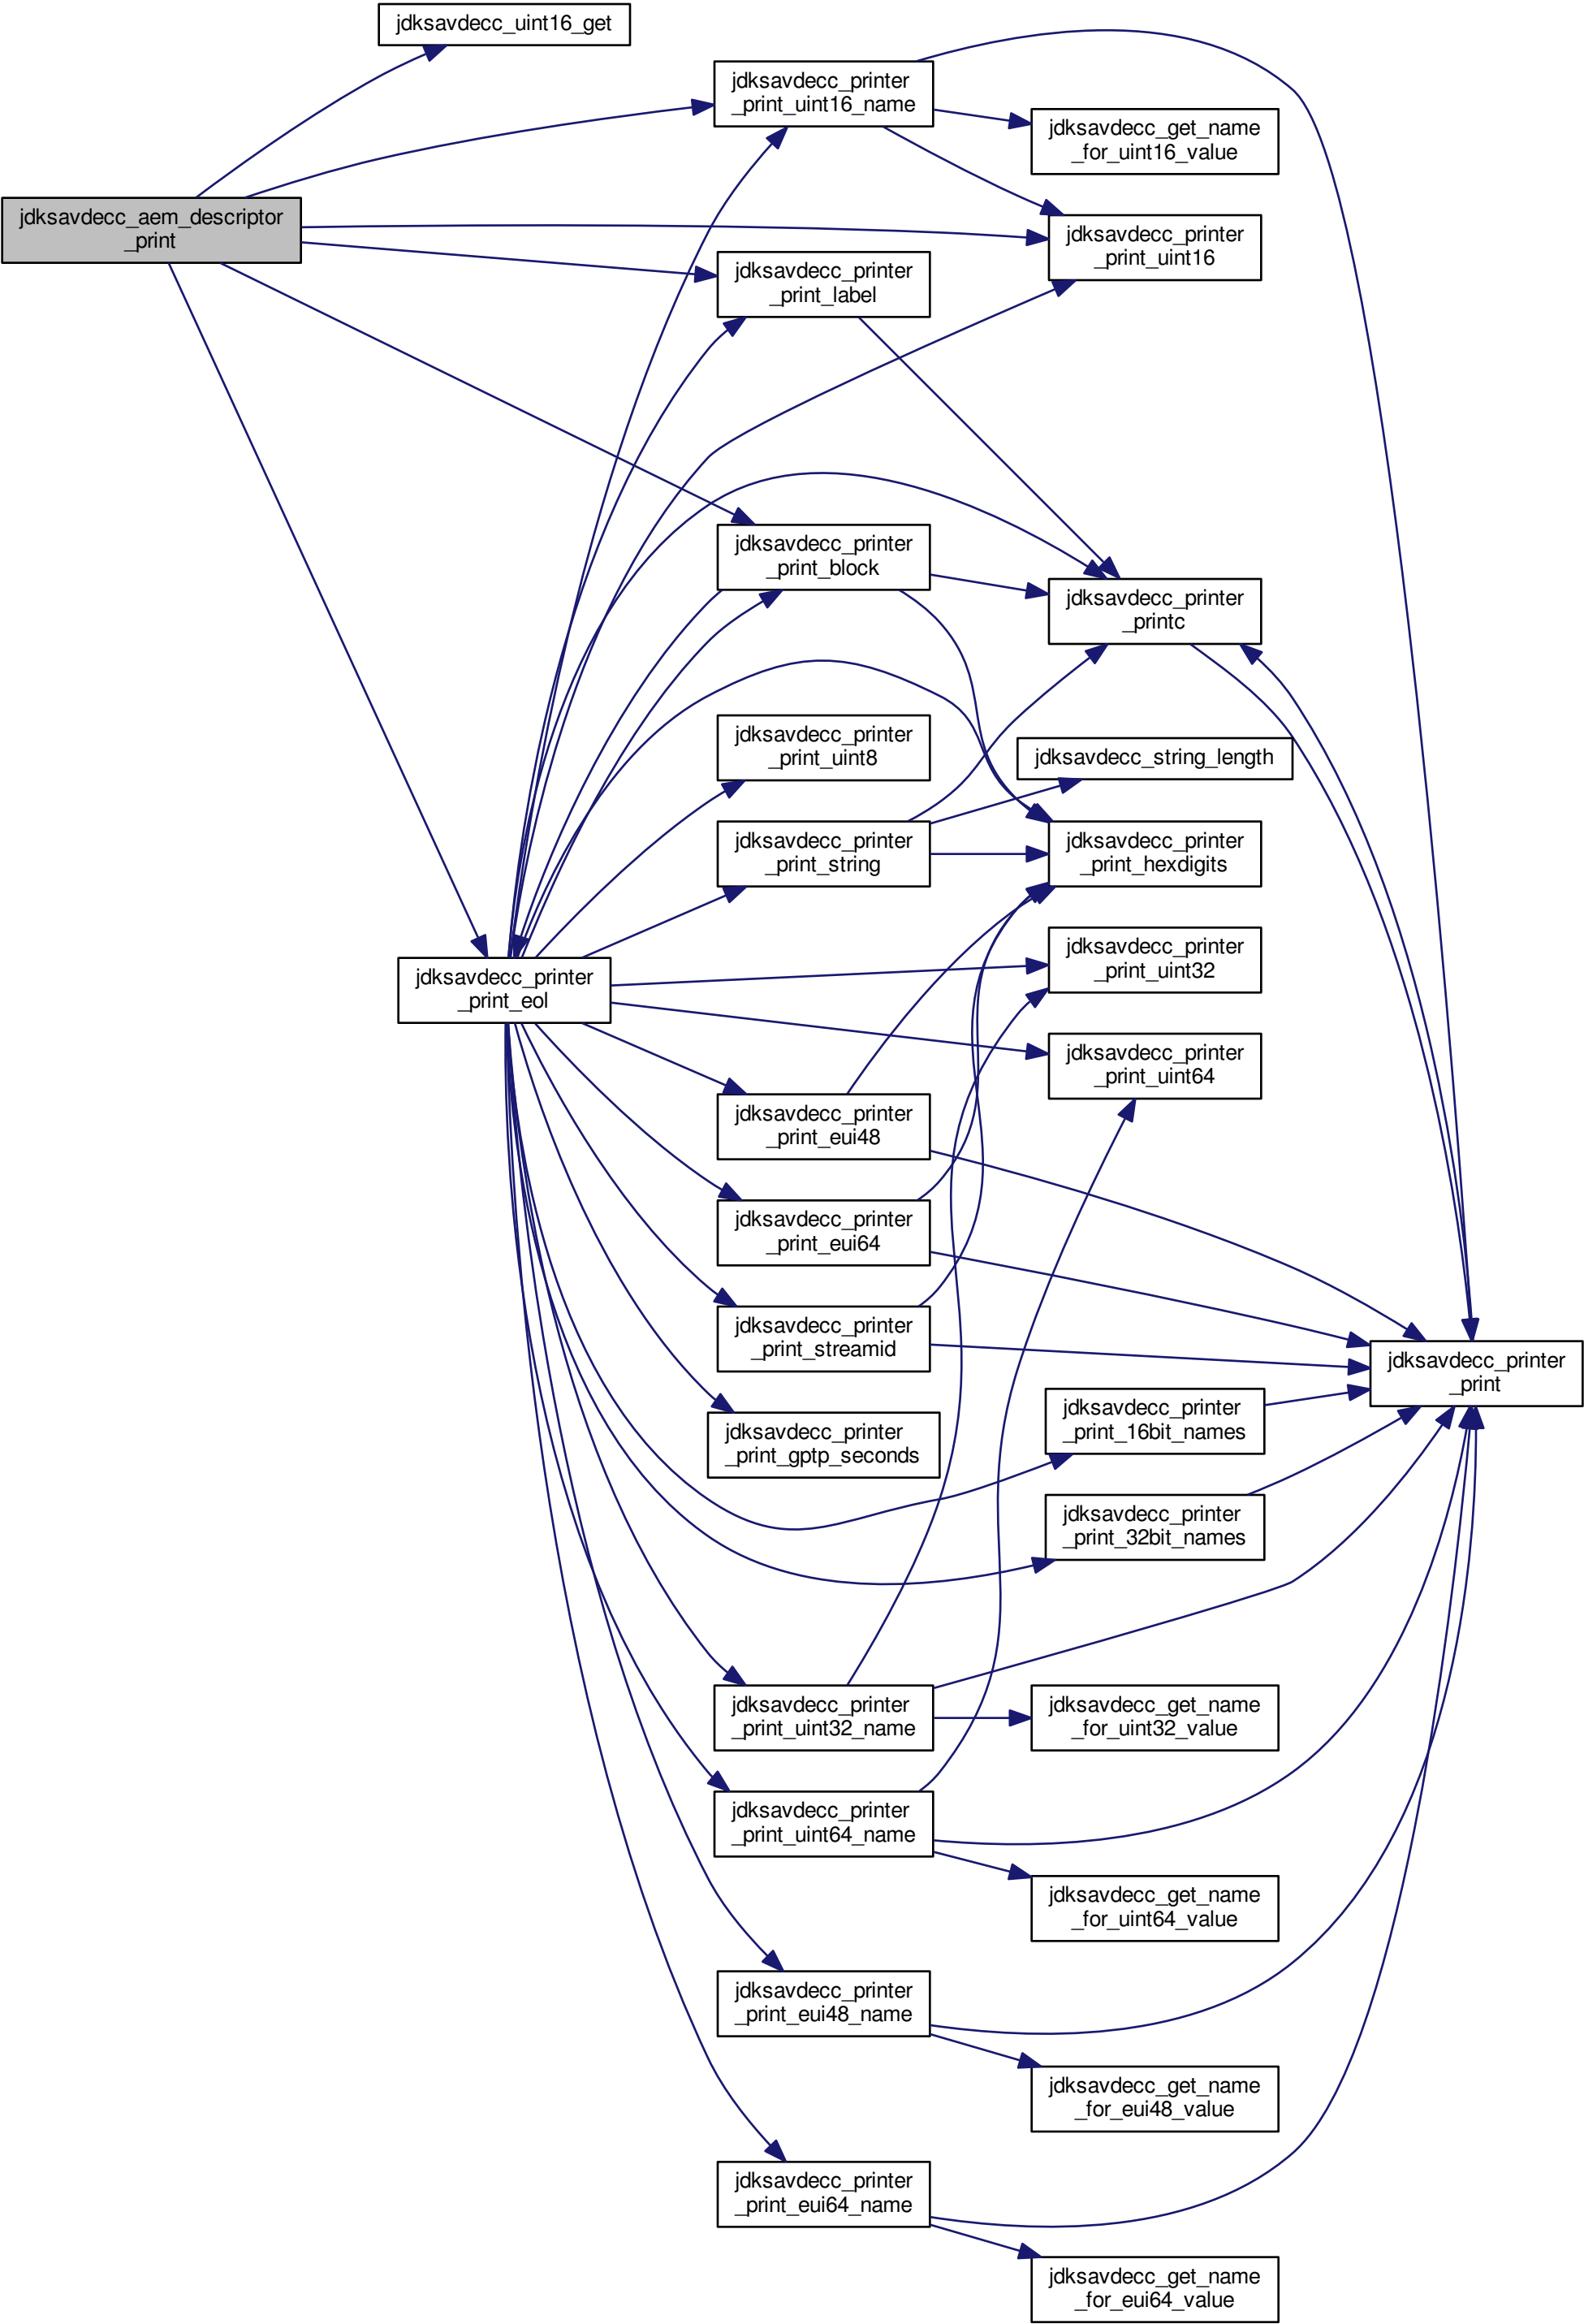 jdksavdecc_uint16_get
jdksavdecc_printer
_print_uint16_name
jdksavdecc_get_name
_for_uint16_value
jdksavdecc_aem_descriptor
_print
jdksavdecc_printer
_print_uint16
jdksavdecc_printer
_print_label
jdksavdecc_printer
_print_block
jdksavdecc_printer
_printc
jdksavdecc_printer
_print_uint8
jdksavdecc_string_length
jdksavdecc_printer
_print_string
jdksavdecc_printer
_print_hexdigits
jdksavdecc_printer
_print_uint32
jdksavdecc_printer
_print_eol
jdksavdecc_printer
_print_uint64
jdksavdecc_printer
_print_eui48
jdksavdecc_printer
_print_eui64
jdksavdecc_printer
_print_streamid
jdksavdecc_printer
_print
jdksavdecc_printer
_print_16bit_names
jdksavdecc_printer
_print_gptp_seconds
jdksavdecc_printer
_print_32bit_names
jdksavdecc_printer
_print_uint32_name
jdksavdecc_get_name
_for_uint32_value
jdksavdecc_printer
_print_uint64_name
jdksavdecc_get_name
_for_uint64_value
jdksavdecc_printer
_print_eui48_name
jdksavdecc_get_name
_for_eui48_value
jdksavdecc_printer
_print_eui64_name
jdksavdecc_get_name
_for_eui64_value